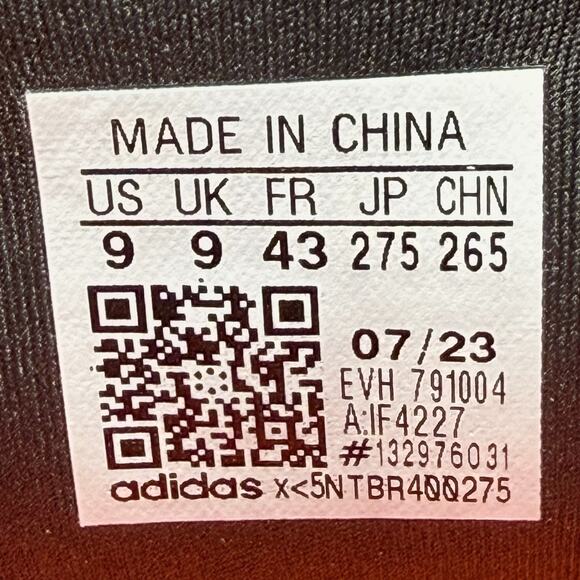 MADE IN CHINA
US UK FR JP CHN
9 9 43 275 265
07/23
EVH 791004
A:IF4227
#132976031
adidas X<5NTBR400275